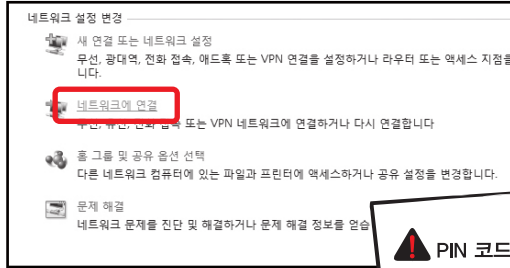 네트워크 설정 변경
새 연결 또는 네트워크 설정
무선, 광대역, 전화 접속, 애드혹 또는 VPN 연결을 설정하거나 라우터 또는 액세스 지점을
니다.
네트워크에 연결
무선, 유선, 전화 접속 또는 VPN 네트워크에 연결하거나 다시 연결합니다
홈 그룹 및 공유 옵션 선택
다른 네트워크 컴퓨터에 있는 파일과 프린터에 액세스하거나 공유 설정을 변경합니다.
문제 해결
네트워크 문제를 진단 및 해결하거나 문제 해결 정보를 얻습
PIN 코드